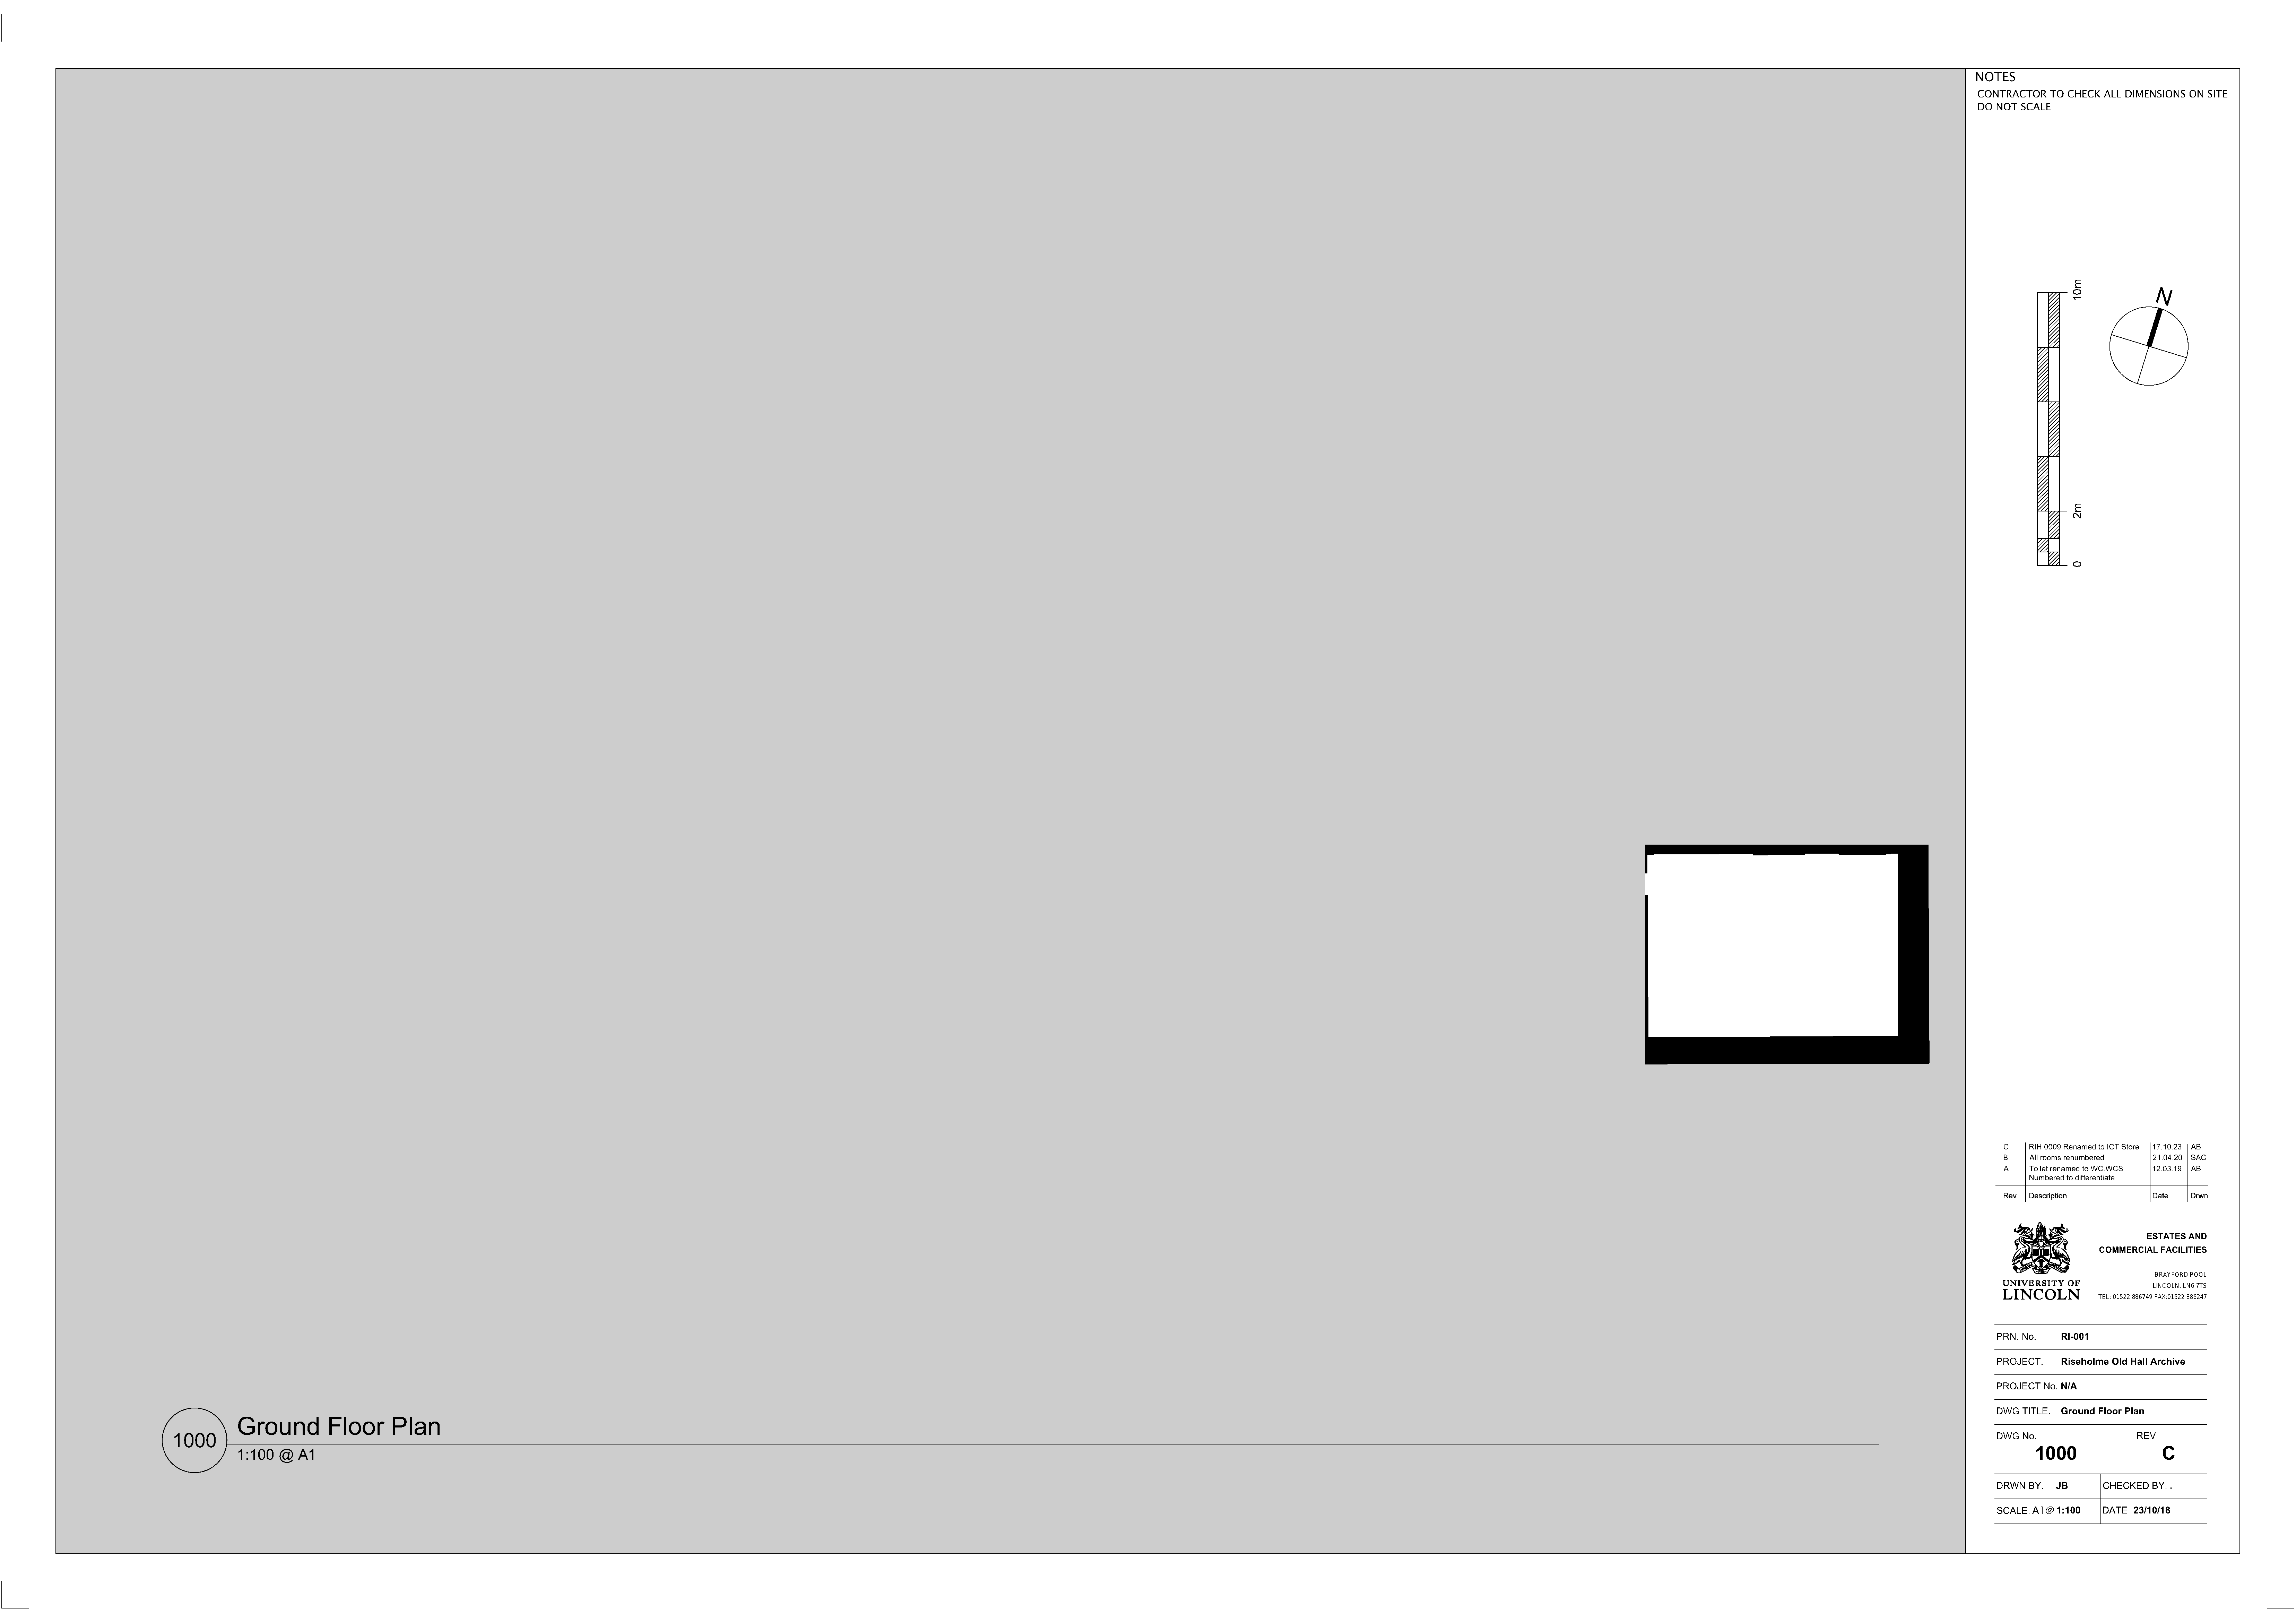 NOTES
CONTRACTOR TO CHECK ALL DIMENSIONS ON SITE
DO NOT SCALE
10m
N
2m
0
C RIH 0009 Renamed to ICT Store 17.10.23 AB
B All rooms renumbered 21.04.20 SAC
A Toilet renamed to WC.WCS 12.03.19 AB
Numbered to differentiate
Rev Description Date Drwn
UNIVERSITY OF
LINCOLN
ESTATES AND
COMMERCIAL FACILITIES
BRAYFORD POOL
LINCOLN, LN6 7TS
TEL: 01522 886749 FAX:01522 886247
PRN. No. RI-001
PROJECT. Riseholme Old Hall Archive
PROJECT No. N/A
DWG TITLE. Ground Floor Plan
DWG No. REV
1000 C
DRWN BY. JB CHECKED BY. .
SCALE. A1@ 1:100 DATE 23/10/18
1000 Ground Floor Plan
1:100 @ A1